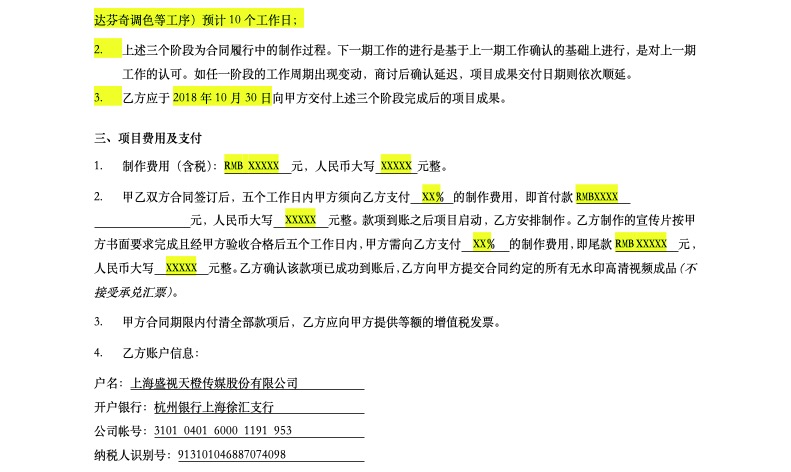 达芬奇调色等工序）预计 10 个工作日；
2. 上述三个阶段为合同履行中的制作过程。下一期工作的进行是基于上一期工作确认的基础上进行，是对上一期
工作的认可。如任一阶段的工作周期出现变动，商讨后确认延迟，项目成果交付日期则依次顺延。
3. 乙方应于 2018 年 10 月 30 日向甲方交付上述三个阶段完成后的项目成果。
三、项目费用及支付
1. 制作费用（含税）：RMB XXXXX 元，人民币大写 XXXXX 元整。
2. 甲乙双方合同签订后，五个工作日内甲方须向乙方支付 XX% 的制作费用，即首付款 RMBXXXX
元，人民币大写 XXXXX 元整。款项到账之后项目启动，乙方安排制作。乙方制作的宣传片按甲
方书面要求完成且经甲方验收合格后五个工作日内，甲方需向乙方支付 XX% 的制作费用，即尾款 RMB XXXXX 元，
人民币大写 XXXXX 元整。乙方确认该款项已成功到账后，乙方向甲方提交合同约定的所有无水印高清视频成品（不
接受承兑汇票）。
3. 甲方合同期限内付清全部款项后，乙方应向甲方提供等额的增值税发票。
4. 乙方账户信息：
户名：上海盛视天橙传媒股份有限公司
开户银行：杭州银行上海徐汇支行
公司帐号：3101 0401 6000 1191 953
纳税人识别号：913101046887074098